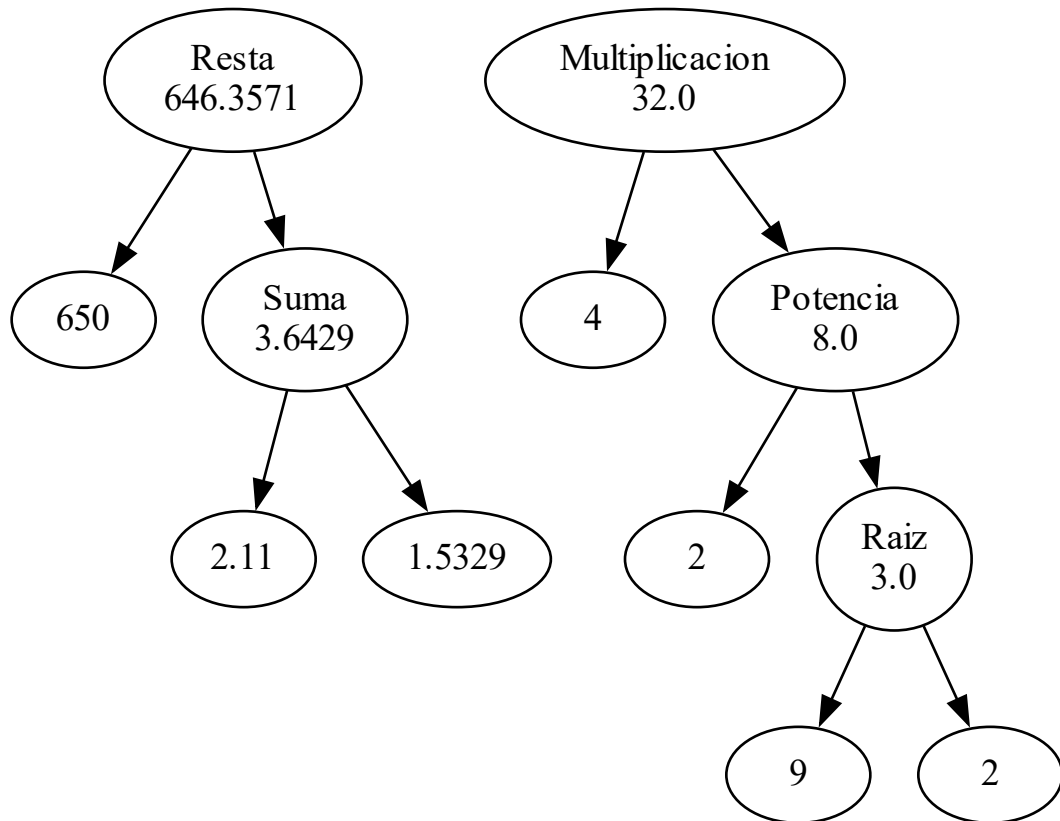 Resta
646.3571
Multiplicacion
32.0
650
Suma
3.6429
4
Potencia
8.0
2.11
1.5329
2
Raiz
3.0
9
2